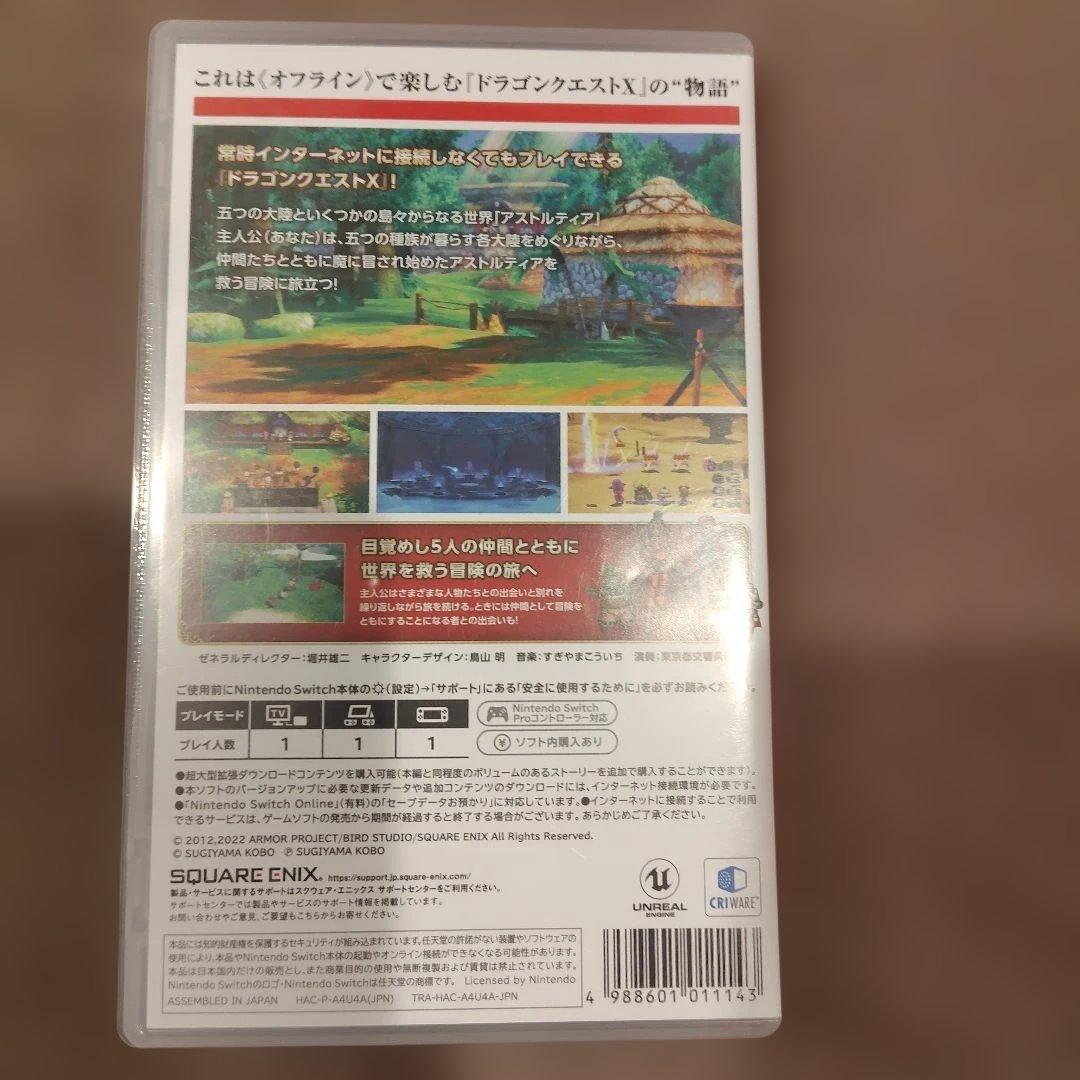 これは《オフライン》で楽しむ『ドラゴンクエストX』の“物語”
常時インターネットに接続しなくてもプレイできる
『ドラゴンクエストX』!
五つの大陸といくつかの島々からなる世界「アストルティア」
主人公(あなた)は、五つの種族が暮らす各大陸をめぐりながら、
仲間たちとともに魔に冒され始めたアストルティアを
救う冒険に旅立つ!
目覚めし5人の仲間とともに
世界を救う冒険の旅へ
主人公はさまざまな人物たちとの出会いと別れを
繰り返しながら旅を続ける。ときには仲間として冒険を
ともにすることになる者との出会いも!
ゼネラルディレクター:堀井雄二 キャラクターデザイン:鳥山 明 音楽:すぎやまこういち 演奏:東京都交響
ご使用前にNintendo Switch本体の(設定)→「サポート」にある「安全に使用するために」を必ずお読みください。
プレイモード TV
Nintendo Switch
Proコントローラー対応
プレイ人数 1 1 1
¥ ソフト内購入あり
●超大型拡張ダウンロードコンテンツを購入可能(本編と同程度のボリュームのあるストーリーを追加で購入することができます)。
●本ソフトのバージョンアップに必要な更新データや追加コンテンツのダウンロードには、インターネット接続環境が必要です。
●「Nintendo Switch Online」(有料)の「セーブデータお預かり」に対応しています。●インターネットに接続することで利用
できるサービスは、ゲームソフトの発売から期間が経過すると終了する場合がございます。あらかじめご了承ください。
© 2012,2022 ARMOR PROJECT/BIRD STUDIO/SQUARE ENIX All Rights Reserved.
© SUGIYAMA KOBO ℗ SUGIYAMA KOBO
SQUARE ENIX. https://support.jp.square-enix.com/
製品・サービスに関するサポートはスクウェア・エニックス サポートセンターをご利用ください。
サポートセンターでは製品やサービスのサポート情報を掲載しています。
お問い合わせやご意見、ご要望もこちらからお寄せください。
UNREAL
ENGINE
CRIWARE™
本品には知的財産権を保護するセキュリティが組み込まれています。任天堂の許諾がない装置やソフトウェアの
使用により、本品やNintendo Switch本体の起動やオンライン接続ができなくなる可能性があります。
本品は日本国内だけの販売とし、また商業目的の使用や無断複製および賃貸は禁止されています。
Nintendo Switchのロゴ・Nintendo Switchは任天堂の商標です。 Licensed by Nintendo
ASSEMBLED IN JAPAN HAC-P-A4U4A(JPN) TRA-HAC-A4U4A-JPN
4 988601 011143